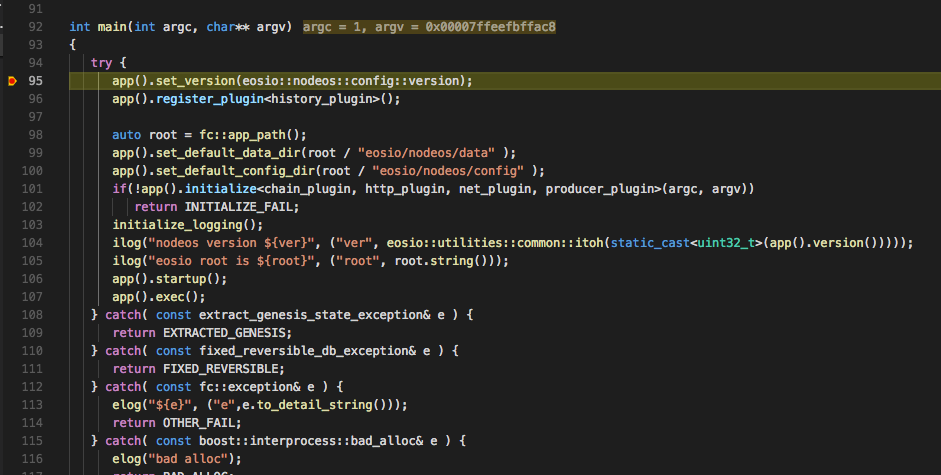 91
92 int main(int argc, char** argv) argc = 1, argv = 0x00007ffeefbffac8
93 {
94 try {
95 app().set_version(eosio::nodeos::config::version);
96 app().register_plugin<history_plugin>();
97
98 auto root = fc::app_path();
99 app().set_default_data_dir(root / "eosio/nodeos/data" );
100 app().set_default_config_dir(root / "eosio/nodeos/config" );
101 if(!app().initialize<chain_plugin, http_plugin, net_plugin, producer_plugin>(argc, argv))
102 return INITIALIZE_FAIL;
103 initialize_logging();
104 ilog("nodeos version ${ver}", ("ver", eosio::utilities::common::itoh(static_cast<uint32_t>(app().version()))));
105 ilog("eosio root is ${root}", ("root", root.string()));
106 app().startup();
107 app().exec();
108 } catch( const extract_genesis_state_exception& e ) {
109 return EXTRACTED_GENESIS;
110 } catch( const fixed_reversible_db_exception& e ) {
111 return FIXED_REVERSIBLE;
112 } catch( const fc::exception& e ) {
113 elog("${e}", ("e",e.to_detail_string()));
114 return OTHER_FAIL;
115 } catch( const boost::interprocess::bad_alloc& e ) {
116 elog("bad alloc");
117 return BAD_ALLOC;